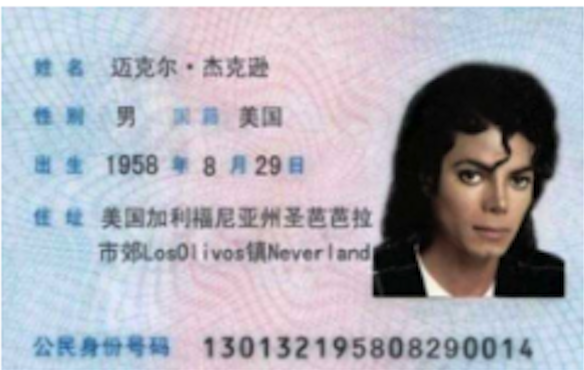 姓名 迈克尔·杰克逊
性别 男 国籍 美国
出生 1958 年 8 月 29 日
住址 美国加利福尼亚州圣芭芭拉
市郊LosOlivos镇Neverland
公民身份号码 130132195808290014